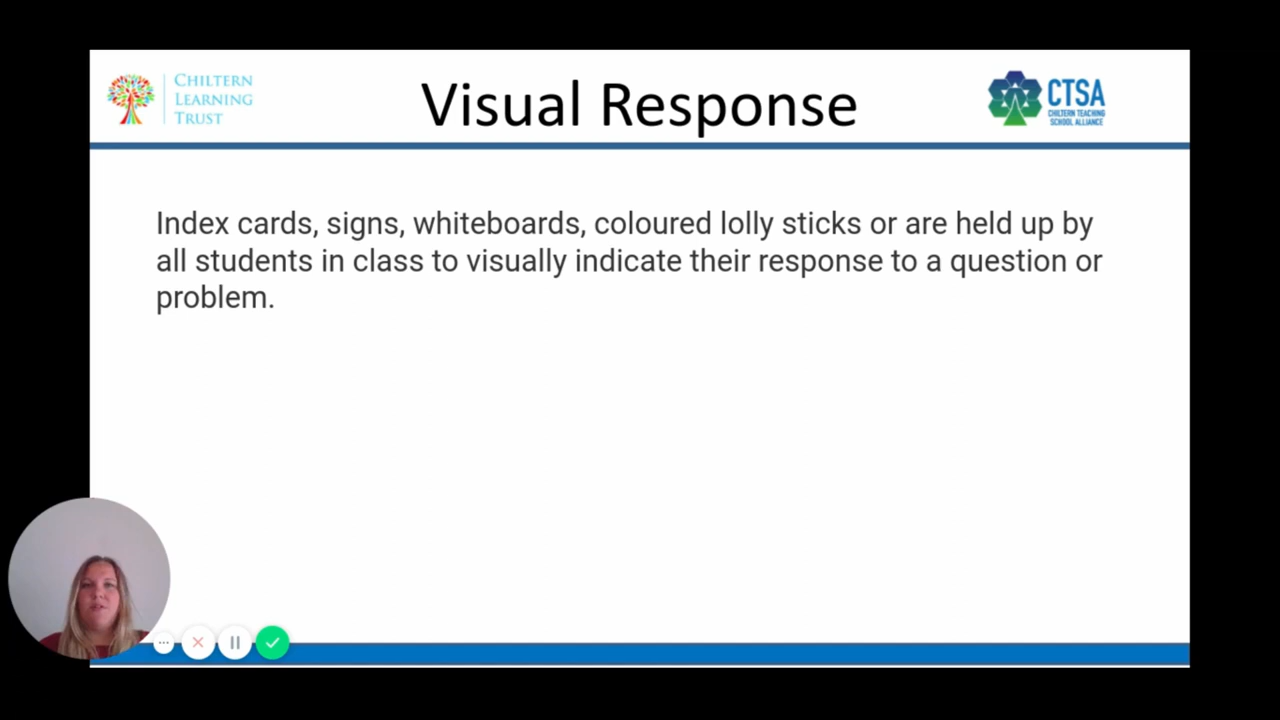 CHILTERN
LEARNING
TRUST
Visual Response
CTSA
CHILTERN TEACHING
SCHOOL ALLIANCE
Index cards, signs, whiteboards, coloured lolly sticks or are held up by
all students in class to visually indicate their response to a question or
problem.